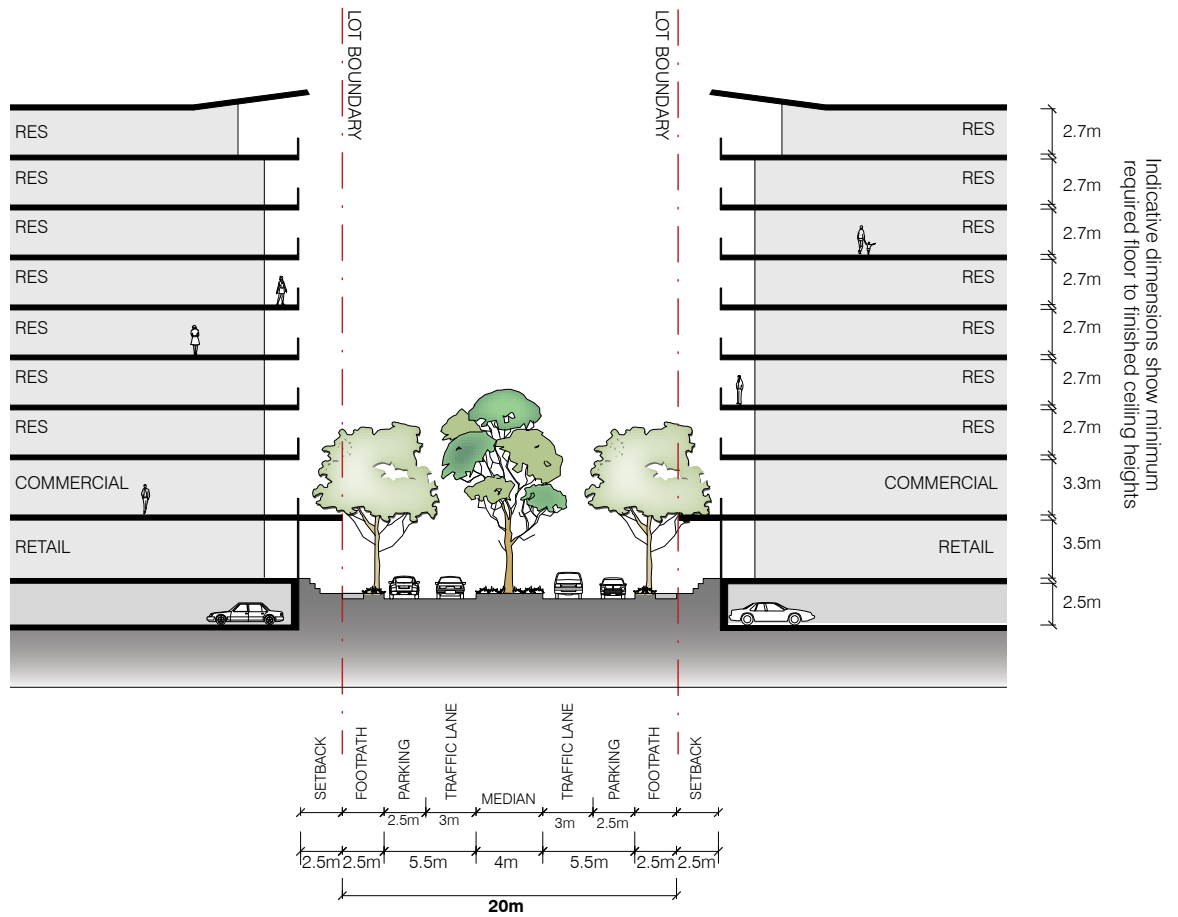 LOT BOUNDARY
LOT BOUNDARY
RES
RES
2.7m
RES
RES
2.7m
RES
RES
2.7m
RES
RES
2.7m
RES
RES
2.7m
RES
RES
2.7m
RES
RES
2.7m
COMMERCIAL
COMMERCIAL
3.3m
RETAIL
RETAIL
3.5m
2.5m
Indicative dimensions show minimum
required floor to finished ceiling heights
SETBACK
FOOTPATH
PARKING
TRAFFIC LANE
MEDIAN
TRAFFIC LANE
PARKING
FOOTPATH
SETBACK
2.5m
3m
3m
2.5m
2.5m
2.5m
5.5m
4m
5.5m
2.5m
2.5m
20m